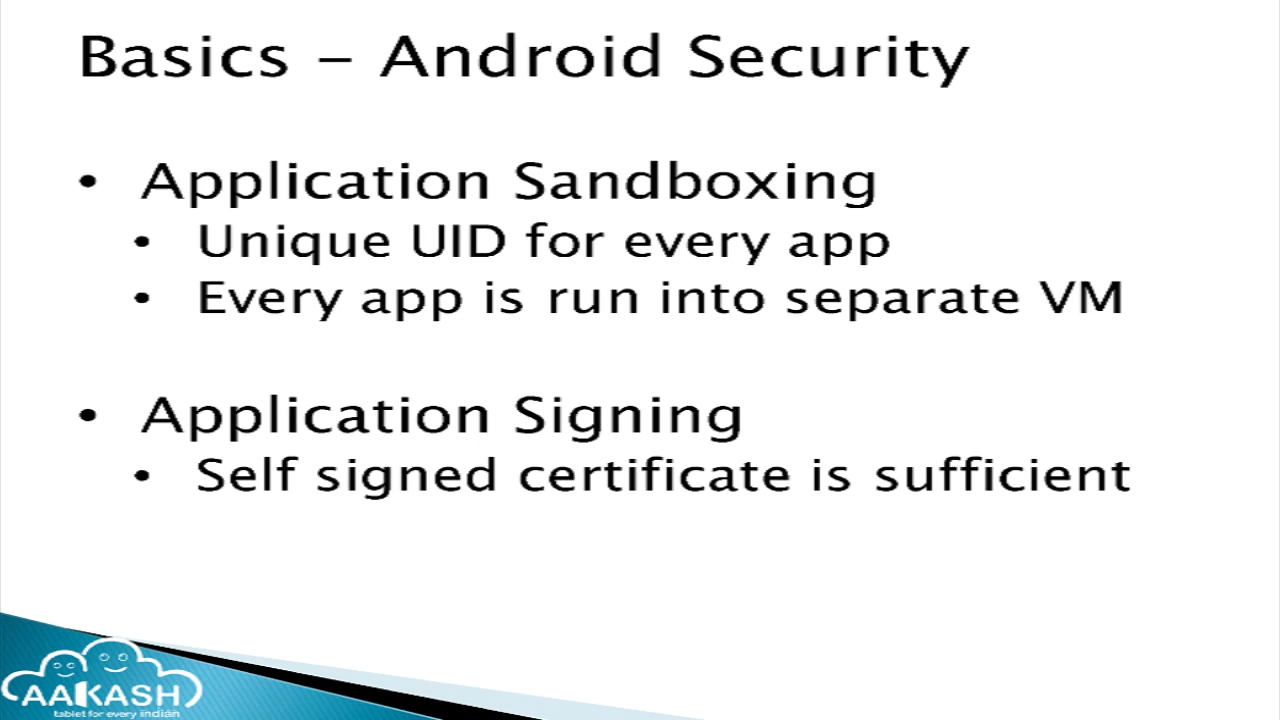 Basics – Android Security
• Application Sandboxing
• Unique UID for every app
• Every app is run into separate VM
• Application Signing
• Self signed certificate is sufficient
AAKASH
tablet for every indian